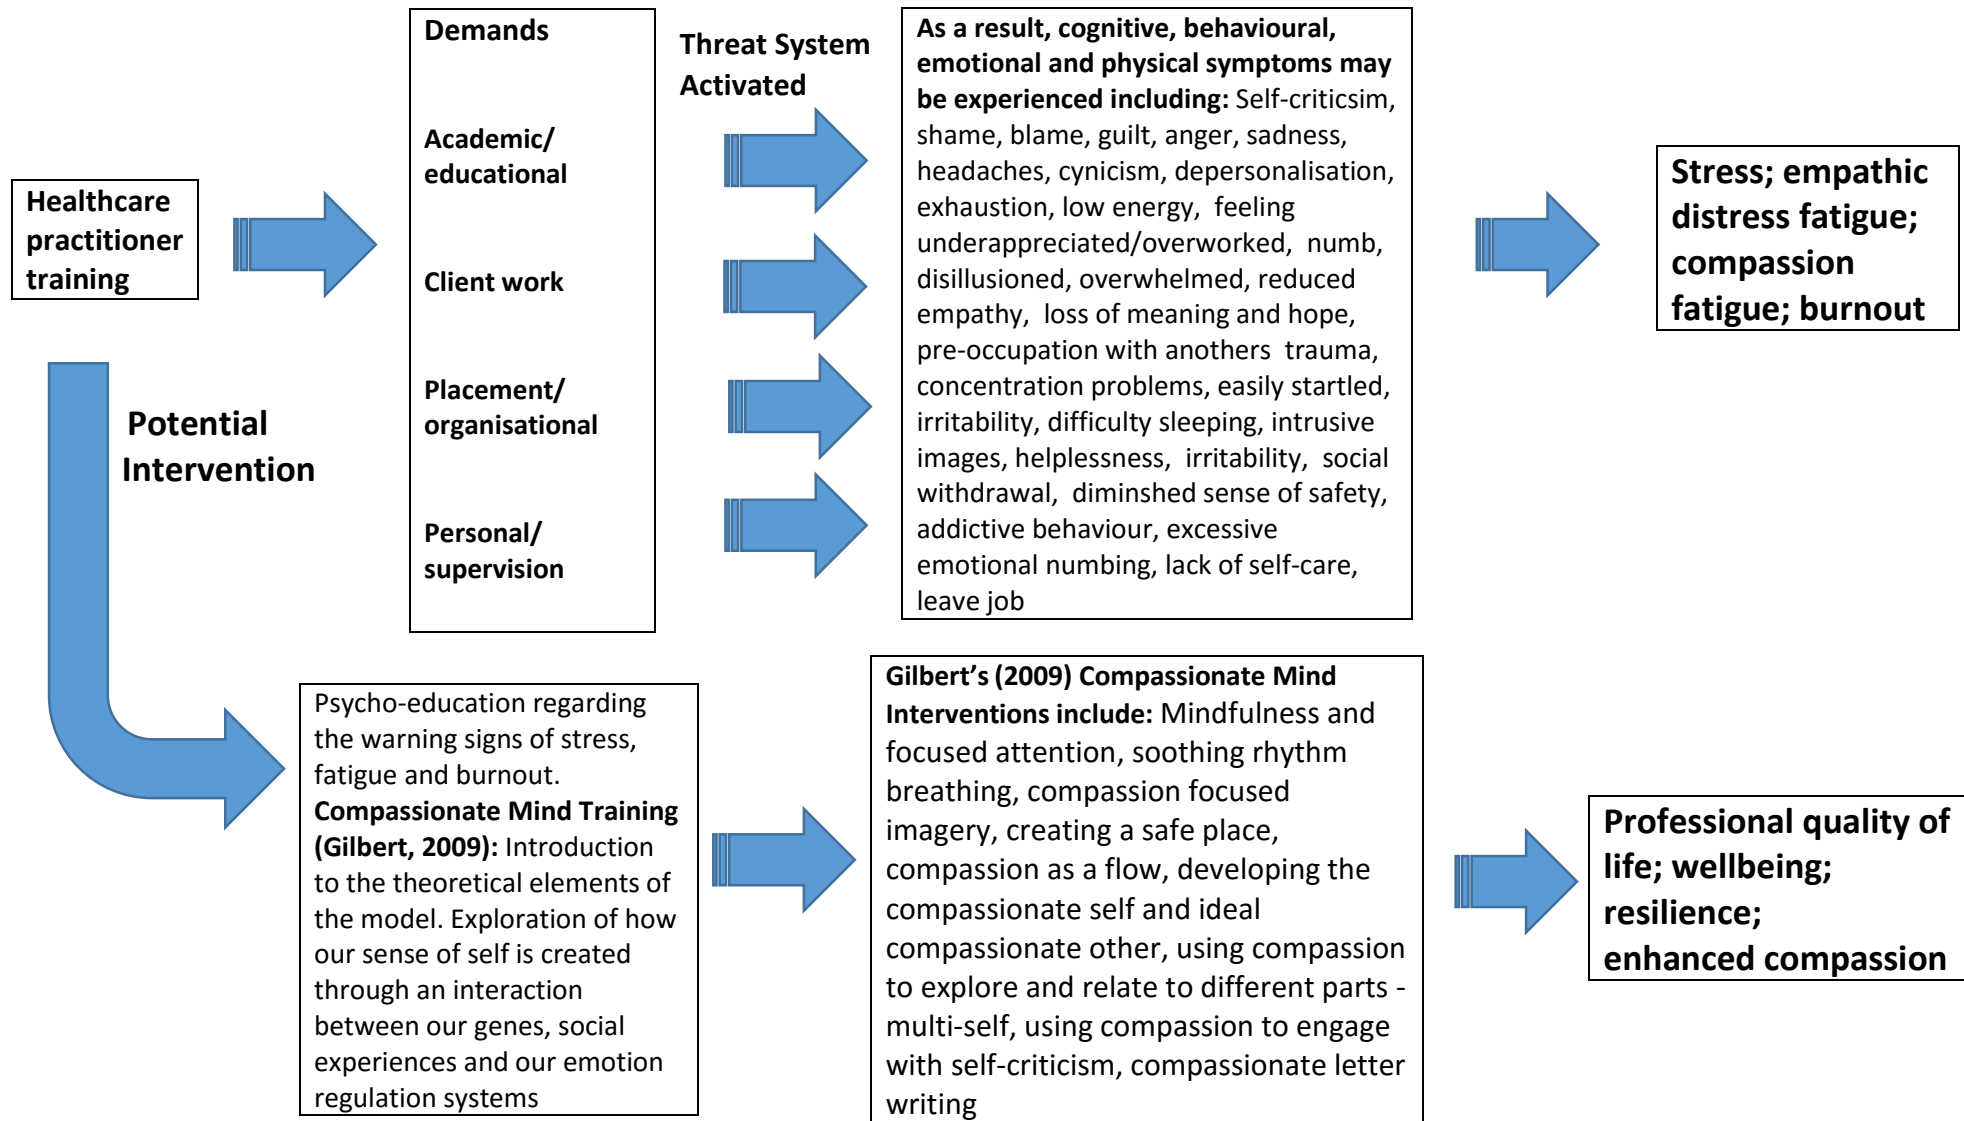 Healthcare
practitioner
training
Demands
Academic/
educational
Client work
Placement/
organisational
Personal/
supervision
Threat System
Activated
As a result, cognitive, behavioural,
emotional and physical symptoms may
be experienced including: Self-criticsim,
shame, blame, guilt, anger, sadness,
headaches, cynicism, depersonalisation,
exhaustion, low energy, feeling
underappreciated/overworked, numb,
disillusioned, overwhelmed, reduced
empathy, loss of meaning and hope,
pre-occupation with anothers trauma,
concentration problems, easily startled,
irritability, difficulty sleeping, intrusive
images, helplessness, irritability, social
withdrawal, diminshed sense of safety,
addictive behaviour, excessive
emotional numbing, lack of self-care,
leave job
Stress; empathic
distress fatigue;
compassion
fatigue; burnout
Potential
Intervention
Psycho-education regarding
the warning signs of stress,
fatigue and burnout.
Compassionate Mind Training
(Gilbert, 2009): Introduction
to the theoretical elements of
the model. Exploration of how
our sense of self is created
through an interaction
between our genes, social
experiences and our emotion
regulation systems
Gilbert’s (2009) Compassionate Mind
Interventions include: Mindfulness and
focused attention, soothing rhythm
breathing, compassion focused
imagery, creating a safe place,
compassion as a flow, developing the
compassionate self and ideal
compassionate other, using compassion
to explore and relate to different parts -
multi-self, using compassion to engage
with self-criticism, compassionate letter
writing
Professional quality of
life; wellbeing;
resilience;
enhanced compassion